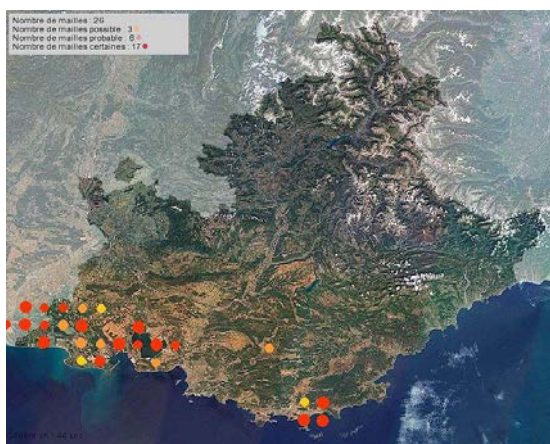 Nombre de mailles : 26
Nombre de mailles possible : 3
Nombre de mailles probable : 6
Nombre de mailles certaines : 17